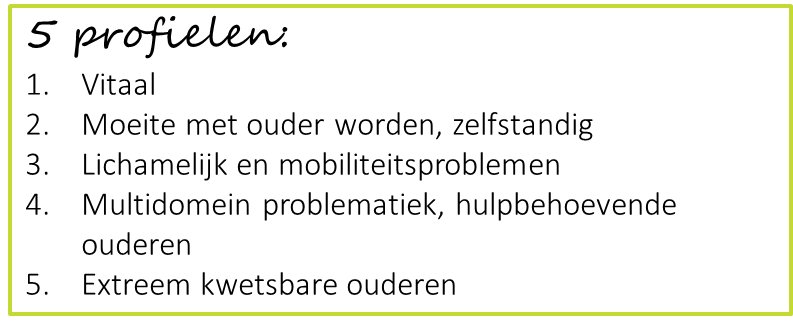 5 profielen:
1. Vitaal
2. Moeite met ouder worden, zelfstandig
3. Lichamelijk en mobiliteitsproblemen
4. Multidomein problematiek, hulpbehoevende
ouderen
5. Extreem kwetsbare ouderen